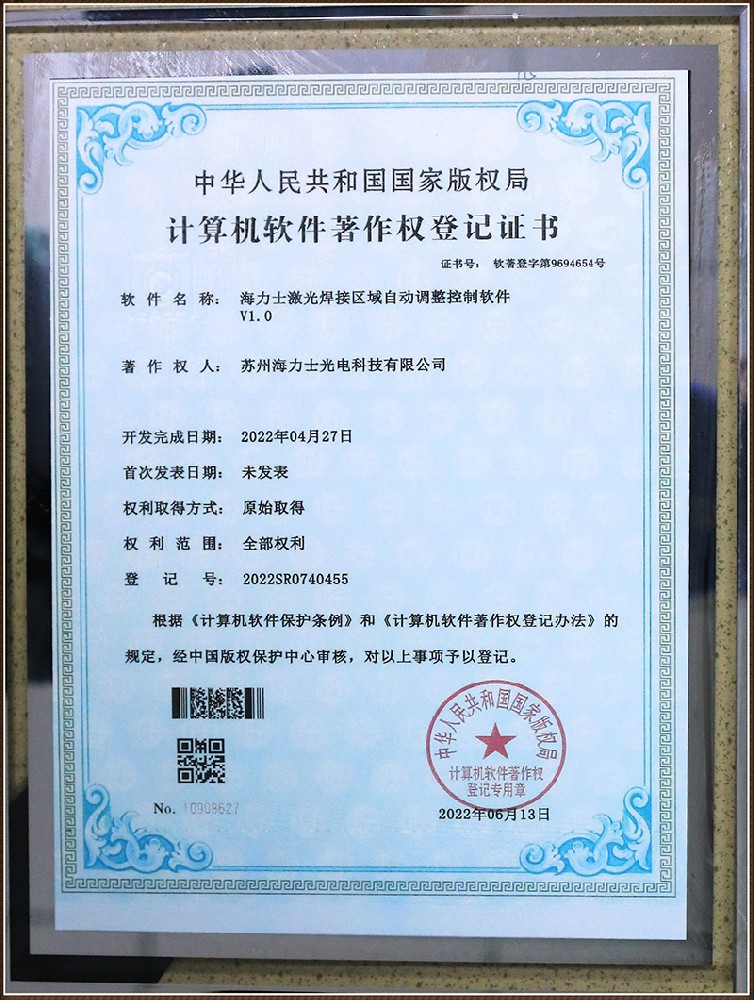 中华人民共和国国家版权局
计算机软件著作权登记证书
证书号： 软著登字第9694654号
软件名称： 海力士激光焊接区域自动调整控制软件
V1.0
著作权人： 苏州海力士光电科技有限公司
开发完成日期： 2022年04月27日
首次发表日期： 未发表
权利取得方式： 原始取得
权利范围： 全部权利
登记号： 2022SR0740455
根据《计算机软件保护条例》和《计算机软件著作权登记办法》的
规定，经中国版权保护中心审核，对以上事项予以登记。
中华人民共和国国家版权局
计算机软件著作权
登记专用章
No. 10908627
2022年06月13日